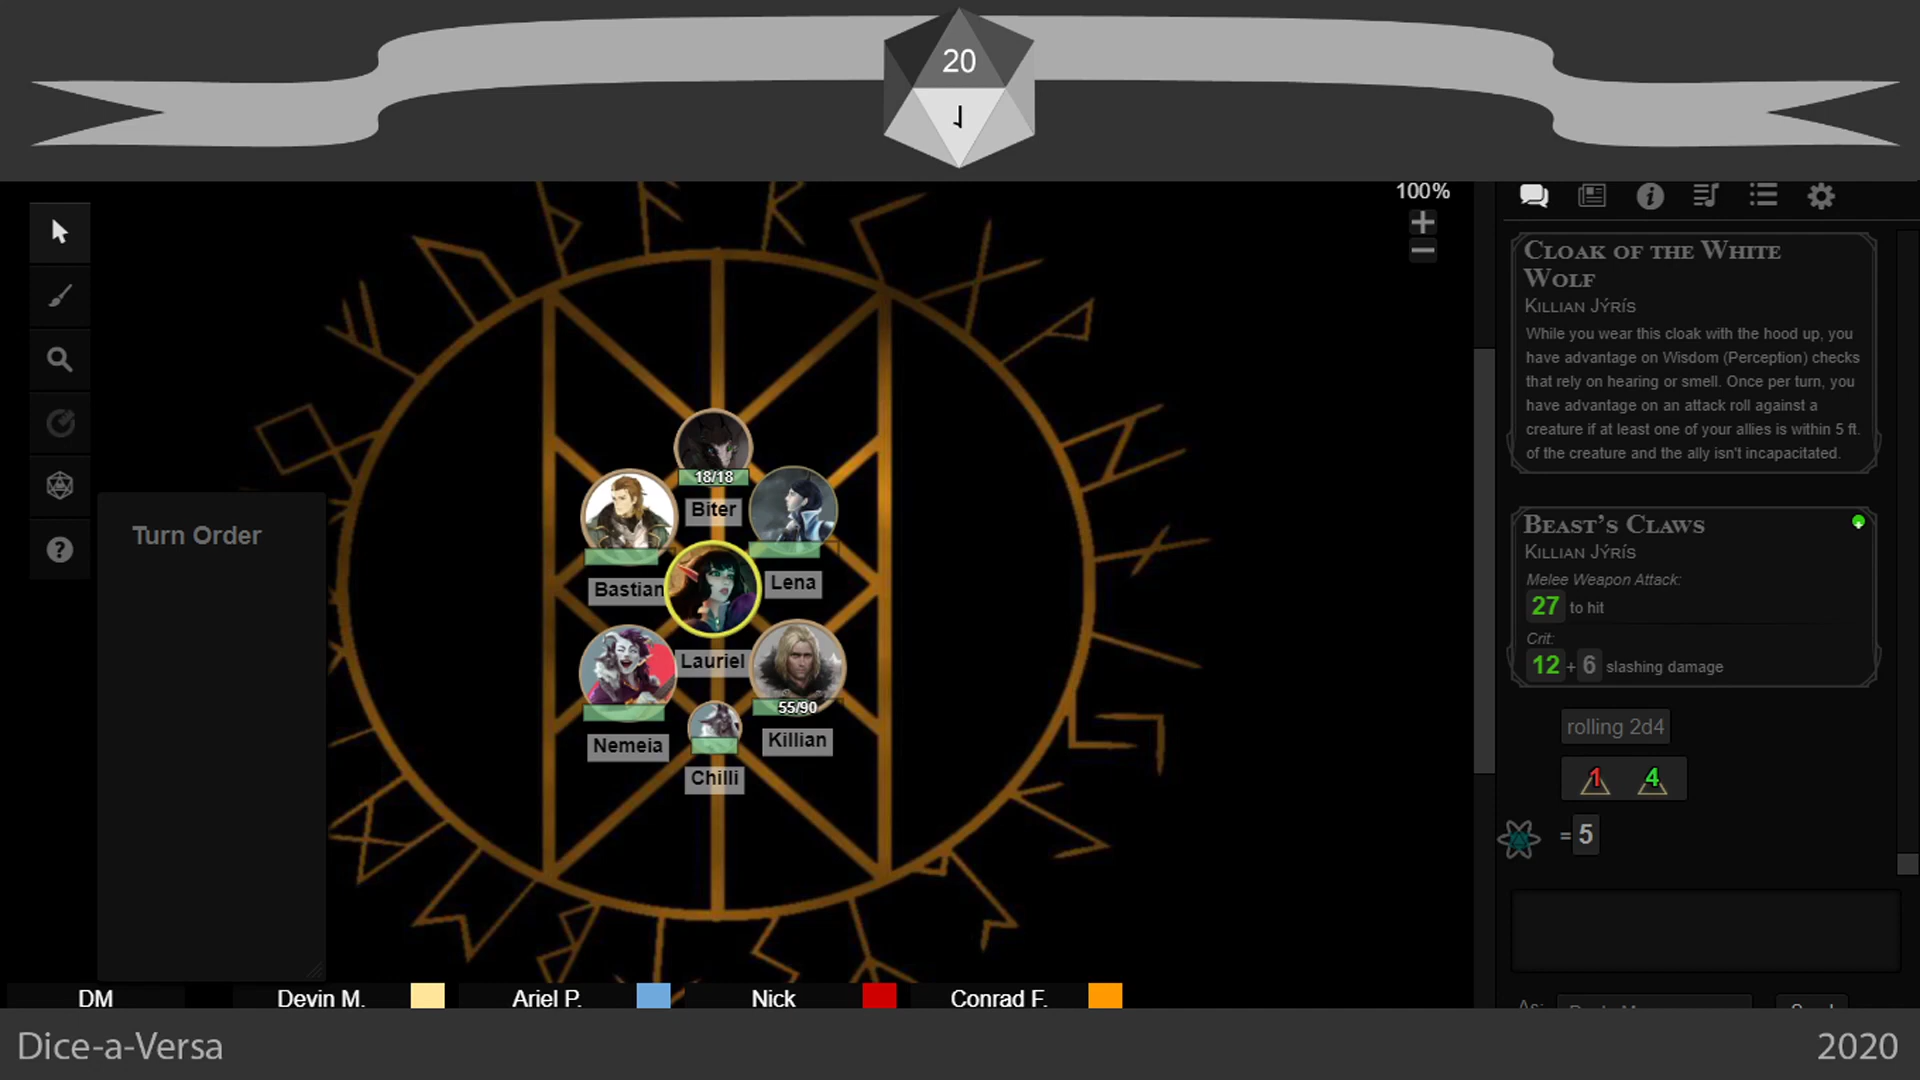 20
1
100%
Cloak of the White
Wolf
Killian Jýrís
While you wear this cloak with the hood up, you
have advantage on Wisdom (Perception) checks
that rely on hearing or smell. Once per turn, you
have advantage on an attack roll against a
creature if at least one of your allies is within 5 ft.
of the creature and the ally isn't incapacitated.
Beast's Claws
Killian Jýrís
Melee Weapon Attack:
27 to hit
Crit:
12 + 6 slashing damage
rolling 2d4
1 4
= 5
Turn Order
18/18
Biter
Bastian
Lena
Lauriel
55/90
Nemeia
Killian
Chilli
DM
Devin M.
Ariel P.
Nick
Conrad F.
As:
Dice-a-Versa
2020